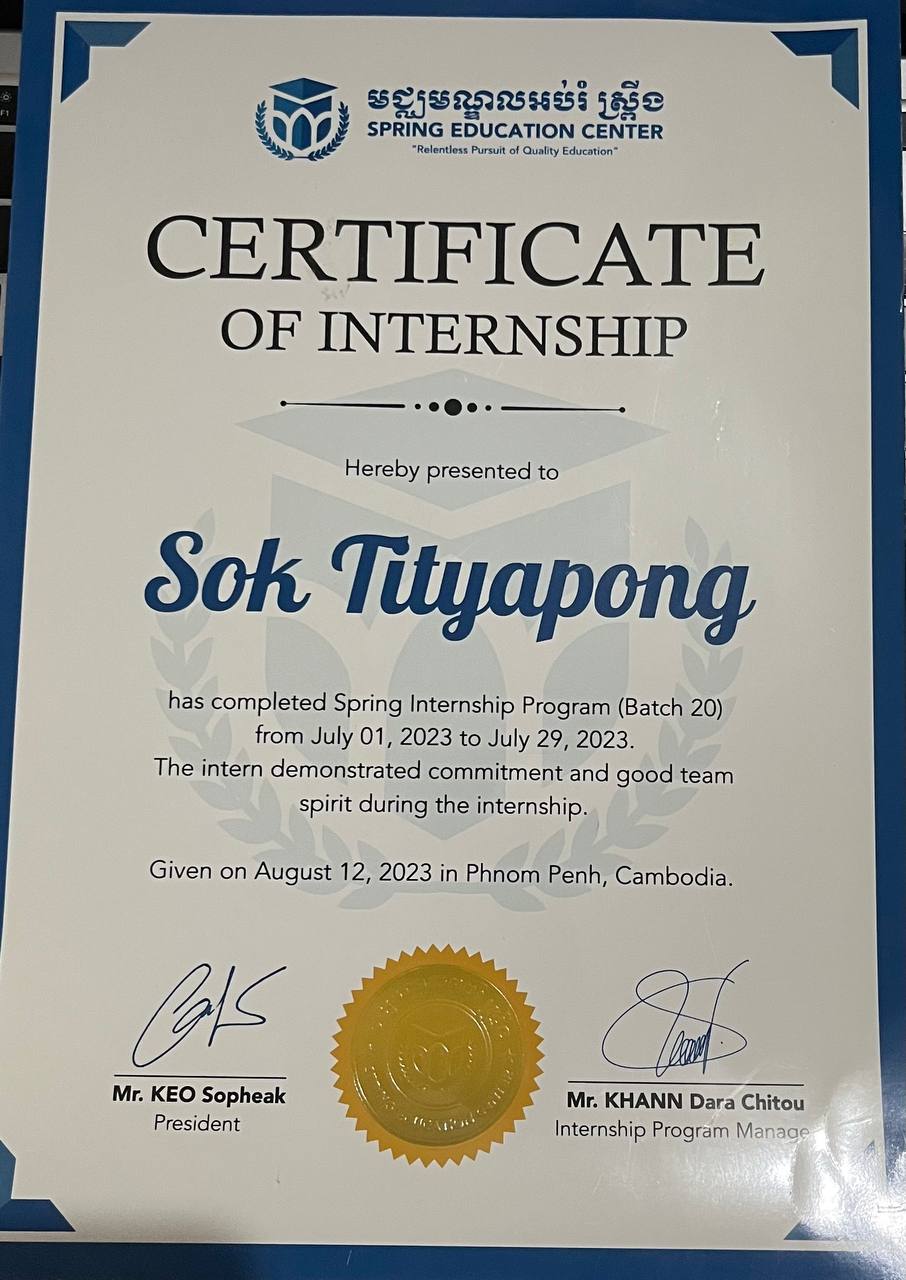 មជ្ឈមណ្ឌលអប់រំ ស្ព្រីង
SPRING EDUCATION CENTER
"Relentless Pursuit of Quality Education"
CERTIFICATE
OF INTERNSHIP
Hereby presented to
Sok Tityapong
has completed Spring Internship Program (Batch 20)
from July 01, 2023 to July 29, 2023.
The intern demonstrated commitment and good team
spirit during the internship.
Given on August 12, 2023 in Phnom Penh, Cambodia.
Mr. KEO Sopheak
President
Mr. KHANN Dara Chitou
Internship Program Manage
F1